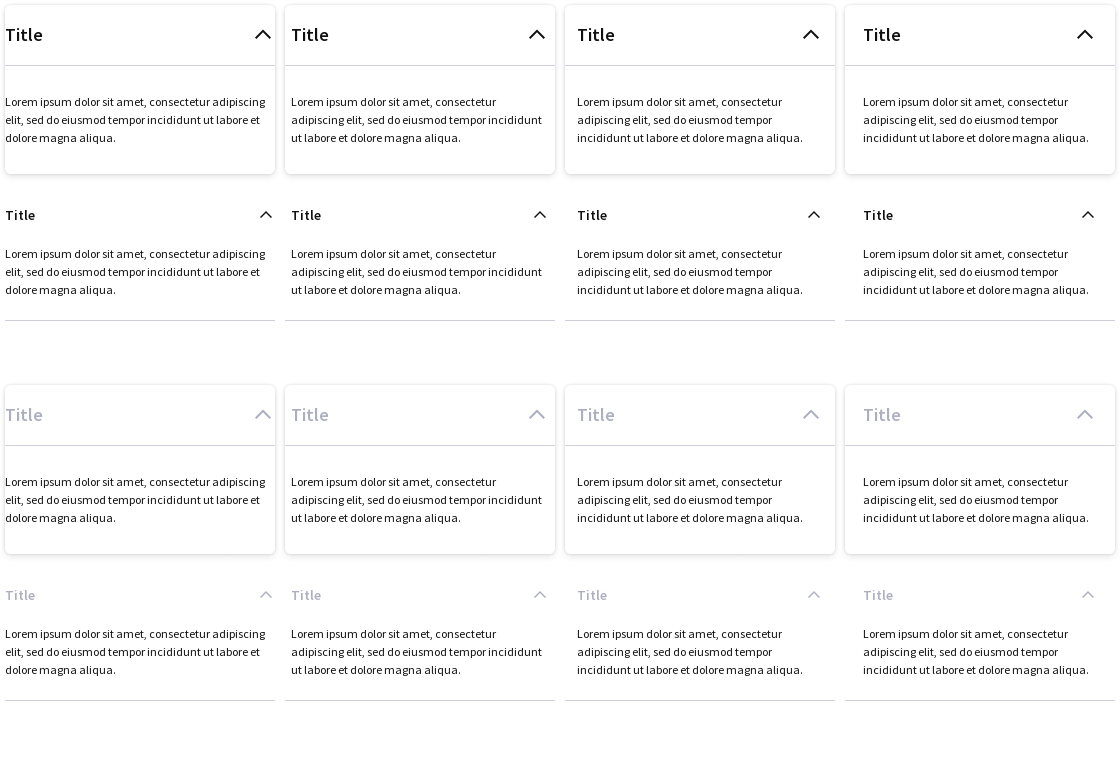 Title
Lorem ipsum dolor sit amet, consectetur adipiscing
elit, sed do eiusmod tempor incididunt ut labore et
dolore magna aliqua.
Title
Lorem ipsum dolor sit amet, consectetur
adipiscing elit, sed do eiusmod tempor incididunt
ut labore et dolore magna aliqua.
Title
Lorem ipsum dolor sit amet, consectetur
adipiscing elit, sed do eiusmod tempor
incididunt ut labore et dolore magna aliqua.
Title
Lorem ipsum dolor sit amet, consectetur
adipiscing elit, sed do eiusmod tempor
incididunt ut labore et dolore magna aliqua.
Title
Lorem ipsum dolor sit amet, consectetur adipiscing
elit, sed do eiusmod tempor incididunt ut labore et
dolore magna aliqua.
Title
Lorem ipsum dolor sit amet, consectetur
adipiscing elit, sed do eiusmod tempor incididunt
ut labore et dolore magna aliqua.
Title
Lorem ipsum dolor sit amet, consectetur
adipiscing elit, sed do eiusmod tempor
incididunt ut labore et dolore magna aliqua.
Title
Lorem ipsum dolor sit amet, consectetur
adipiscing elit, sed do eiusmod tempor
incididunt ut labore et dolore magna aliqua.
Title
Lorem ipsum dolor sit amet, consectetur adipiscing
elit, sed do eiusmod tempor incididunt ut labore et
dolore magna aliqua.
Title
Lorem ipsum dolor sit amet, consectetur
adipiscing elit, sed do eiusmod tempor incididunt
ut labore et dolore magna aliqua.
Title
Lorem ipsum dolor sit amet, consectetur
adipiscing elit, sed do eiusmod tempor
incididunt ut labore et dolore magna aliqua.
Title
Lorem ipsum dolor sit amet, consectetur
adipiscing elit, sed do eiusmod tempor
incididunt ut labore et dolore magna aliqua.
Title
Lorem ipsum dolor sit amet, consectetur adipiscing
elit, sed do eiusmod tempor incididunt ut labore et
dolore magna aliqua.
Title
Lorem ipsum dolor sit amet, consectetur
adipiscing elit, sed do eiusmod tempor incididunt
ut labore et dolore magna aliqua.
Title
Lorem ipsum dolor sit amet, consectetur
adipiscing elit, sed do eiusmod tempor
incididunt ut labore et dolore magna aliqua.
Title
Lorem ipsum dolor sit amet, consectetur
adipiscing elit, sed do eiusmod tempor
incididunt ut labore et dolore magna aliqua.